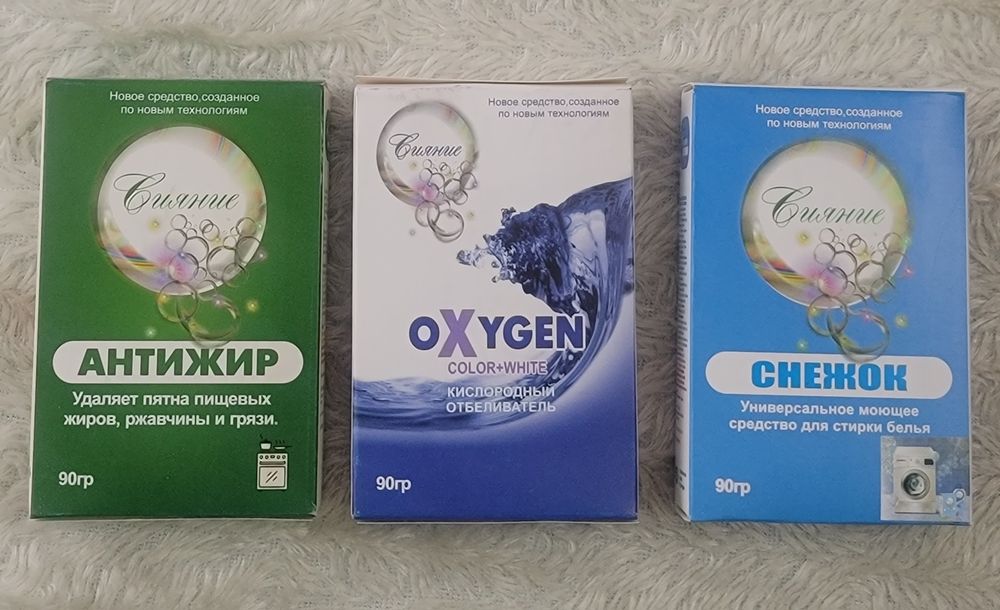 Новое средство,созданное
по новым технологиям
Сияние
АНТИЖИР
Удаляет пятна пищевых
жиров, ржавчины и грязи.
90гр
Новое средство,созданное
по новым технологиям
Сияние
OXYGEN
COLOR+WHITE
КИСЛОРОДНЫЙ
ОТБЕЛИВАТЕЛЬ
90гр
Новое средство,созданное
по новым технологиям
Сияние
СНЕЖОК
Универсальное моющее
средство для стирки белья
90гр